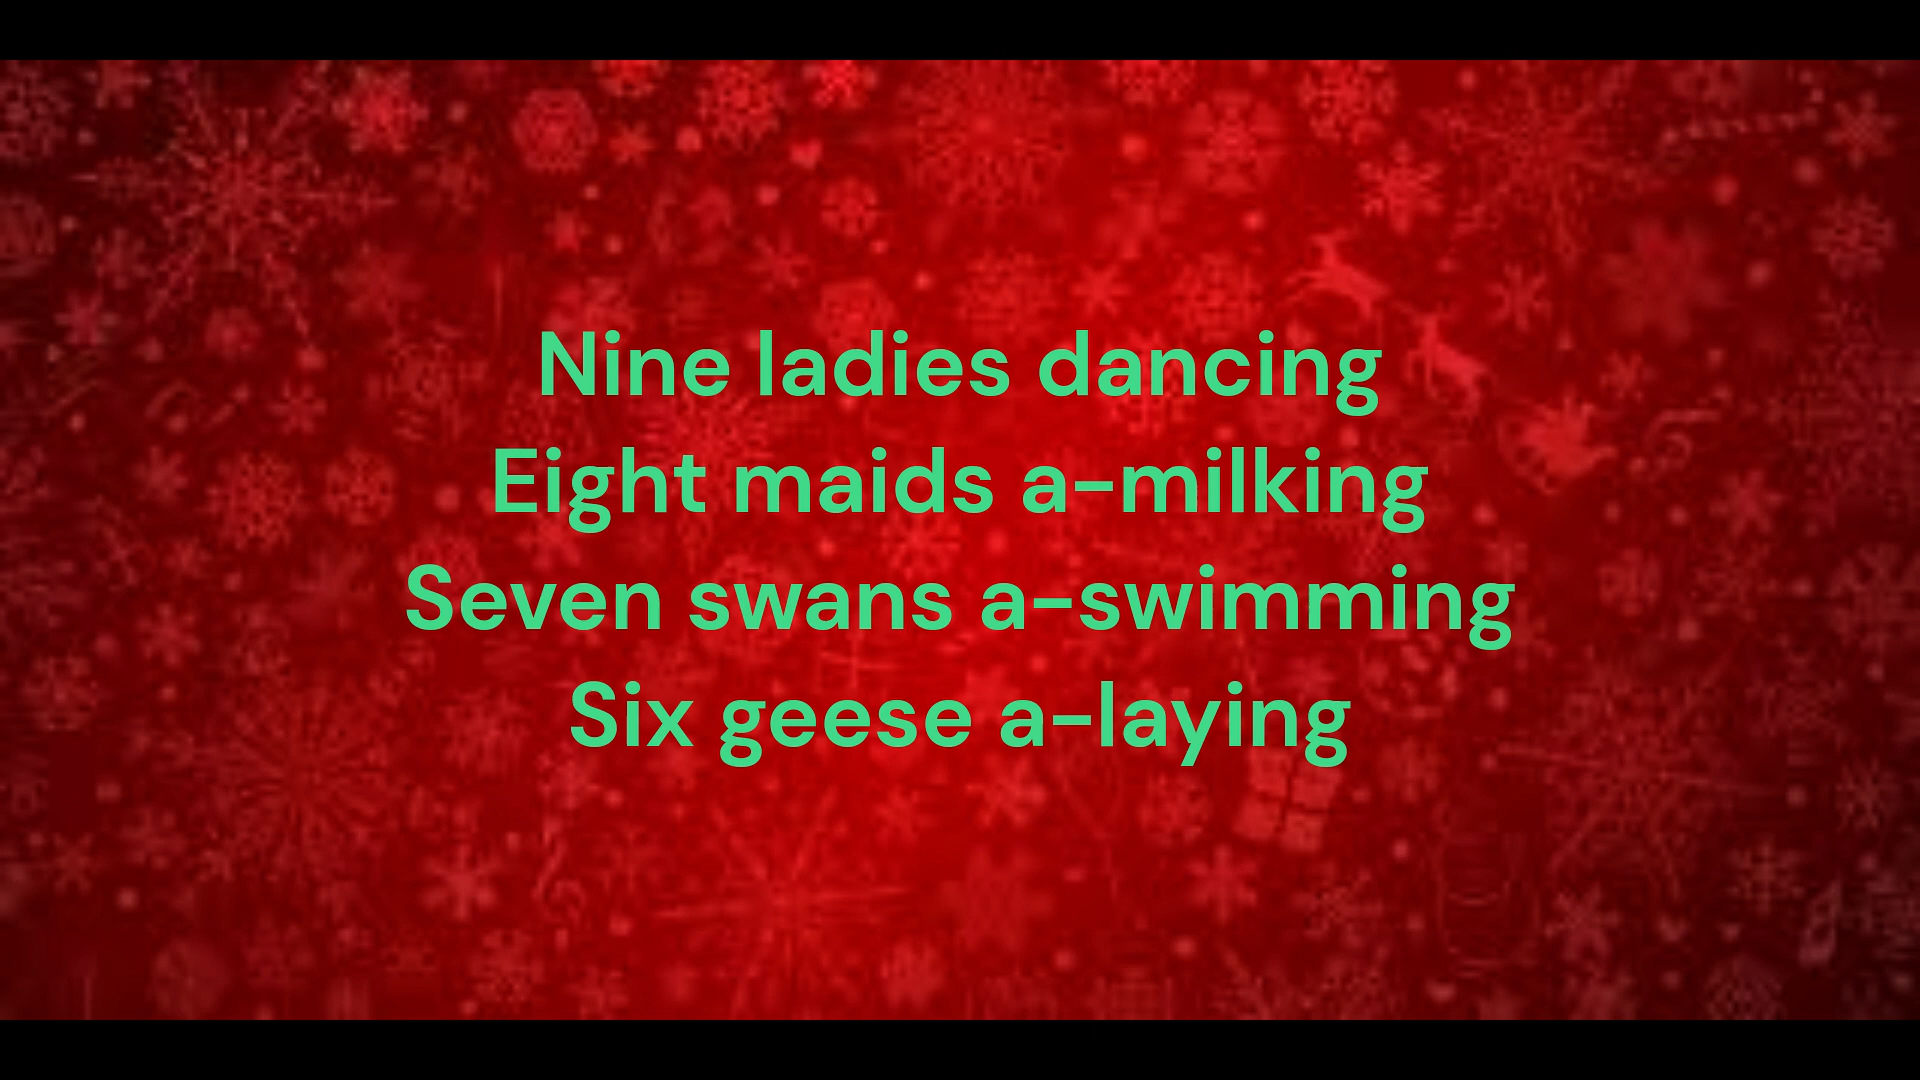 Nine ladies dancing
Eight maids a-milking
Seven swans a-swimming
Six geese a-laying